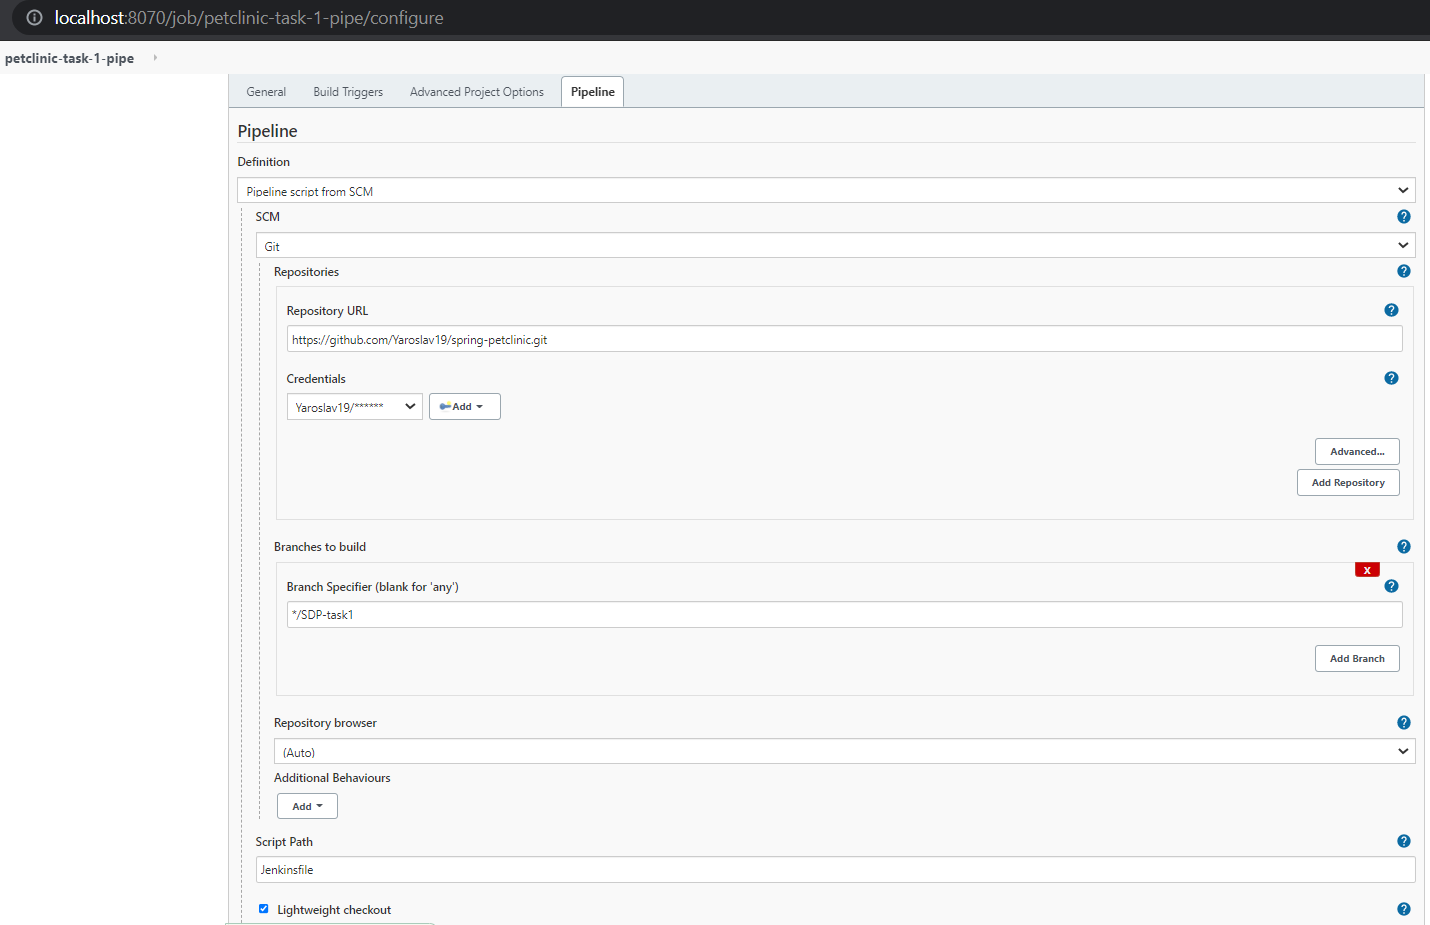 localhost:8070/job/petclinic-task-1-pipe/configure
petclinic-task-1-pipe
General Build Triggers Advanced Project Options Pipeline
Pipeline
Definition
Pipeline script from SCM
SCM
Git
Repositories
Repository URL
https://github.com/Yaroslav19/spring-petclinic.git
Credentials
Yaroslav19/****** Add
Advanced...
Add Repository
Branches to build
X
Branch Specifier (blank for 'any')
*/SDP-task1
Add Branch
Repository browser
(Auto)
Additional Behaviours
Add
Script Path
Jenkinsfile
Lightweight checkout